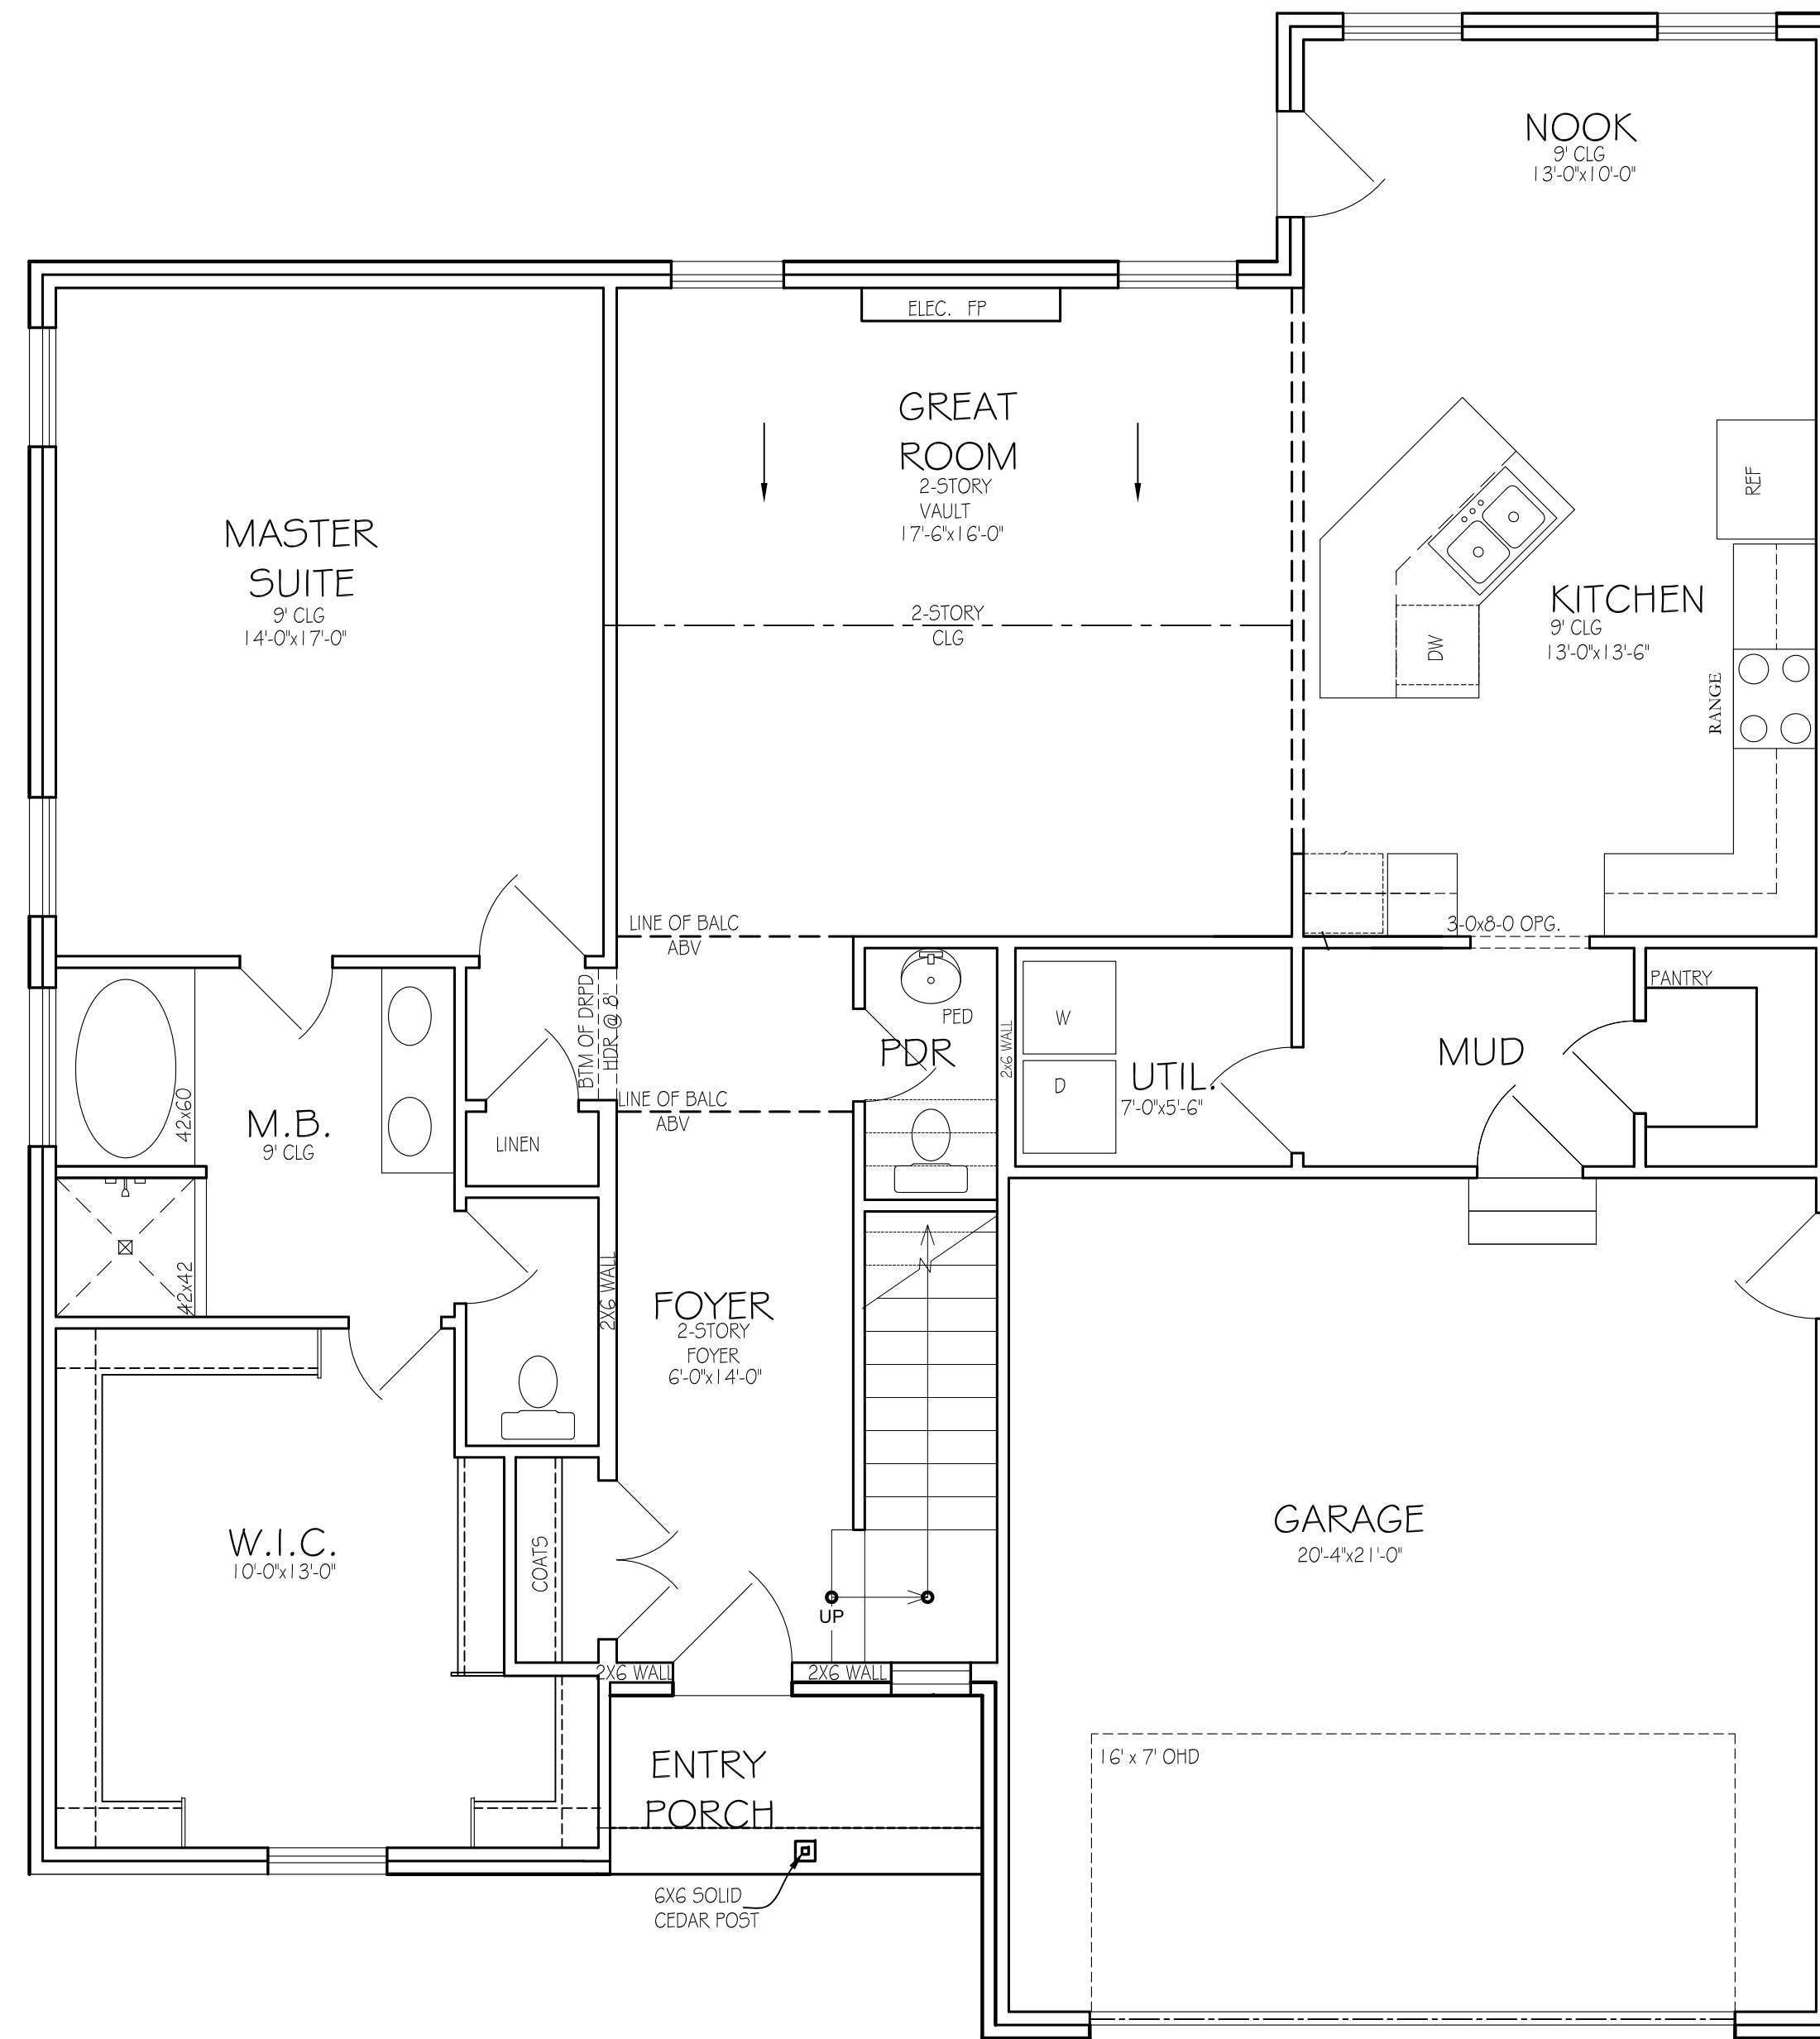 NOOK
9' CLG
13'-0"x10'-0"
ELEC. FP
GREAT
ROOM
2-STORY
VAULT
17'-6"x16'-0"
2-STORY
CLG
MASTER
SUITE
9' CLG
14'-0"x17'-0"
REF
KITCHEN
9' CLG
13'-0"x13'-6"
DW
RANGE
LINE OF BALC
ABV
3-0x8-0 OPG.
BTM OF DRPD
HDR @ 8'
PED
PDR
2x6 WALL
W
D
UTIL.
7'-0"x5'-6"
MUD
PANTRY
LINE OF BALC
ABV
42x60
M.B.
9' CLG
LINEN
42x42
2X6 WALL
FOYER
2-STORY
FOYER
6'-0"x14'-0"
W.I.C.
10'-0"x13'-0"
COATS
UP
GARAGE
20'-4"x21'-0"
2X6 WALL
2X6 WALL
ENTRY
PORCH
16' x 7' OHD
6X6 SOLID
CEDAR POST